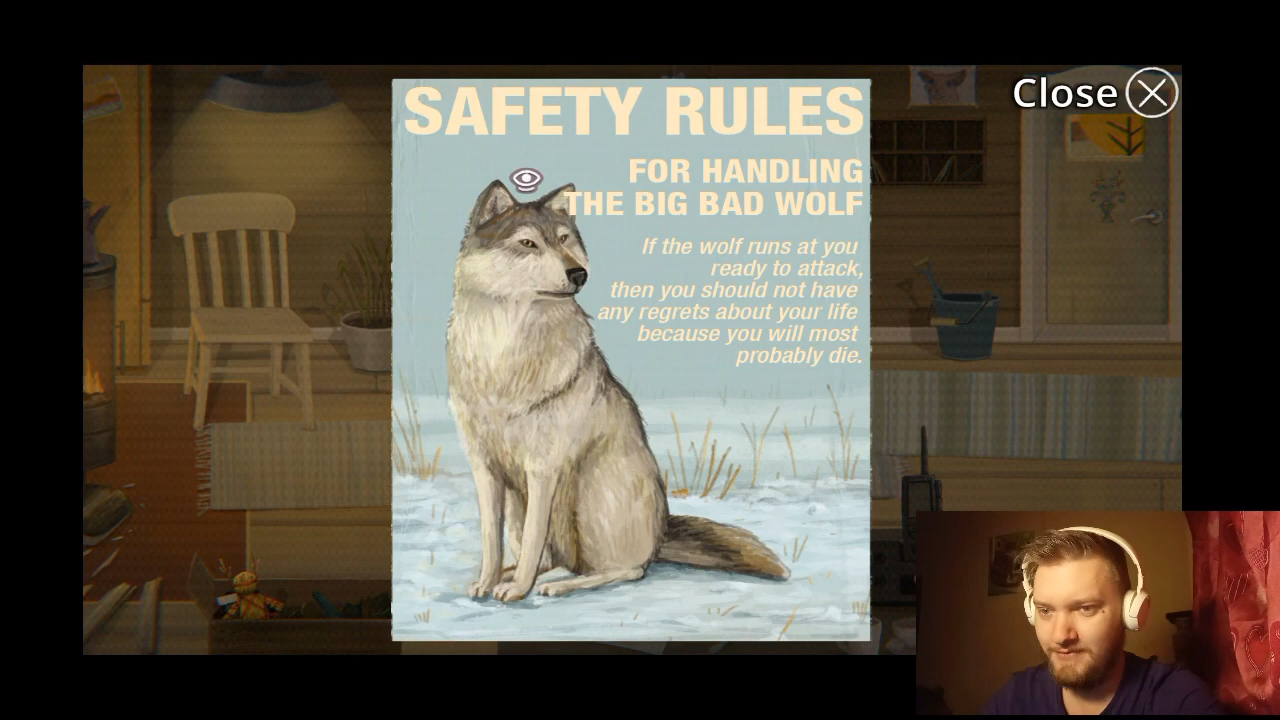 SAFETY RULES
Close
FOR HANDLING
THE BIG BAD WOLF
If the wolf runs at you
ready to attack,
then you should not have
any regrets about your life
because you will most
probably die.